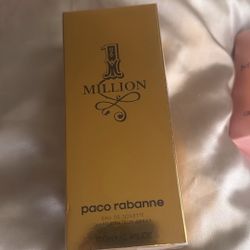 1
MILLION
paco rabanne
EAU DE TOILETTE